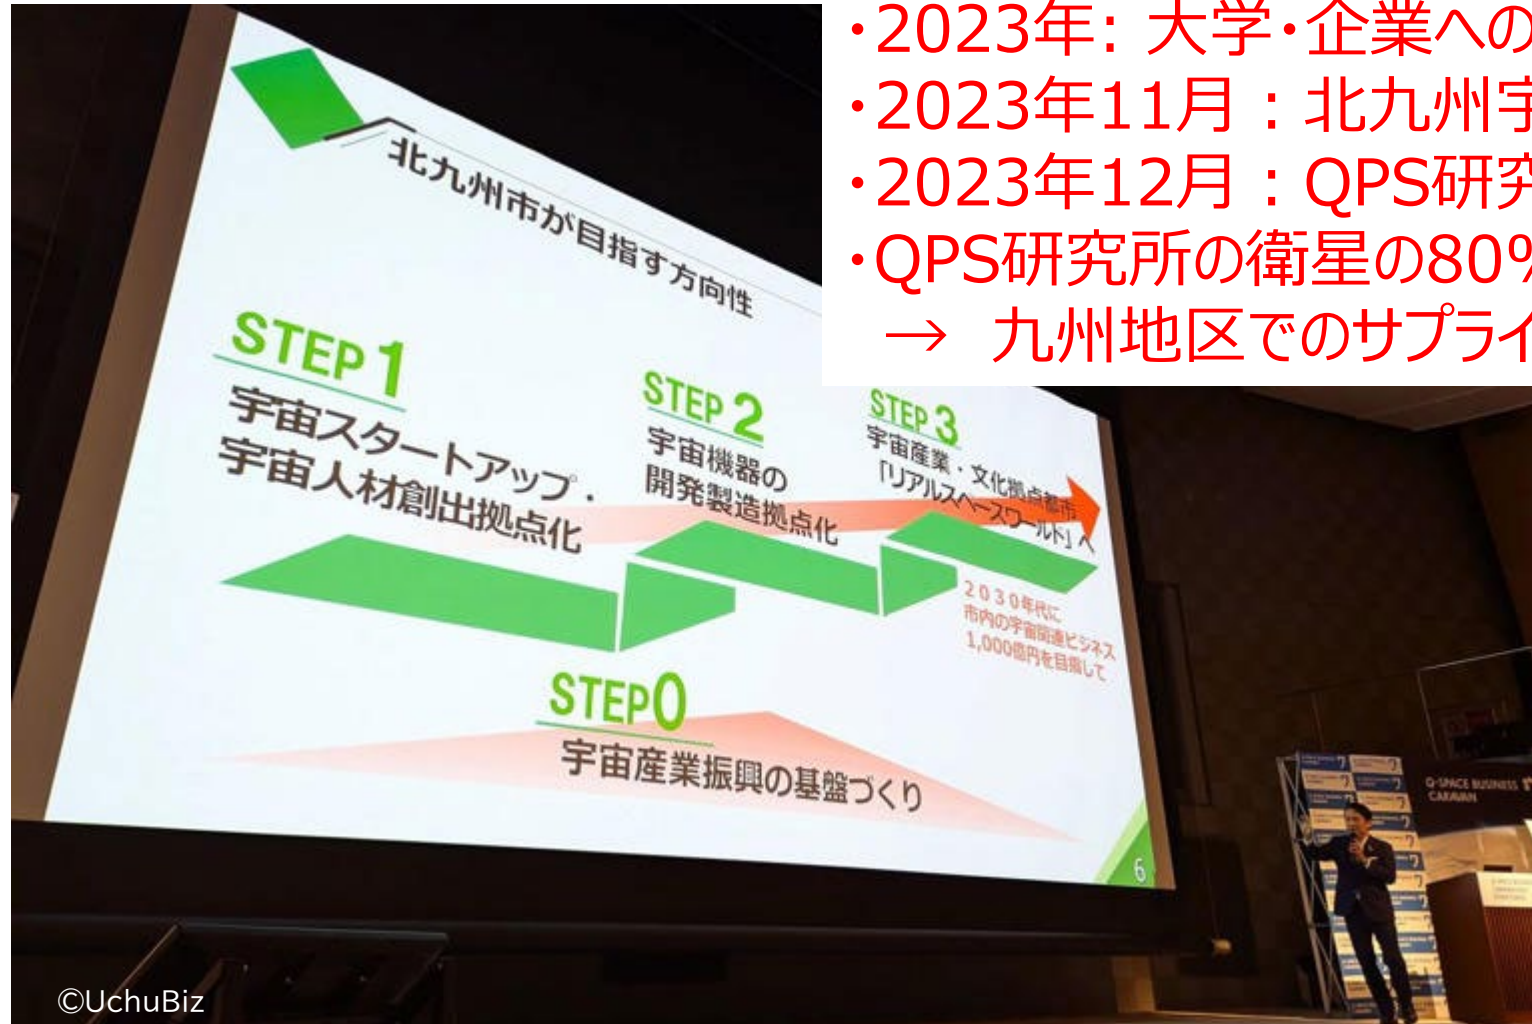 ・2023年: 大学・企業への
・2023年11月：北九州宇
・2023年12月：QPS研究
・QPS研究所の衛星の80%
→ 九州地区でのサプライ
北九州市が目指す方向性
STEP 1
宇宙スタートアップ・
宇宙人材創出拠点化
STEP 2
宇宙機器の
開発製造拠点化
STEP 3
宇宙産業・文化拠点都市
「リアルスペースワールド」へ
2030年代に
市内の宇宙関連ビジネス
1,000億円を目指して
STEP0
宇宙産業振興の基盤づくり
6
Q-SPACE BUSINESS
CARAVAN
©UchuBiz